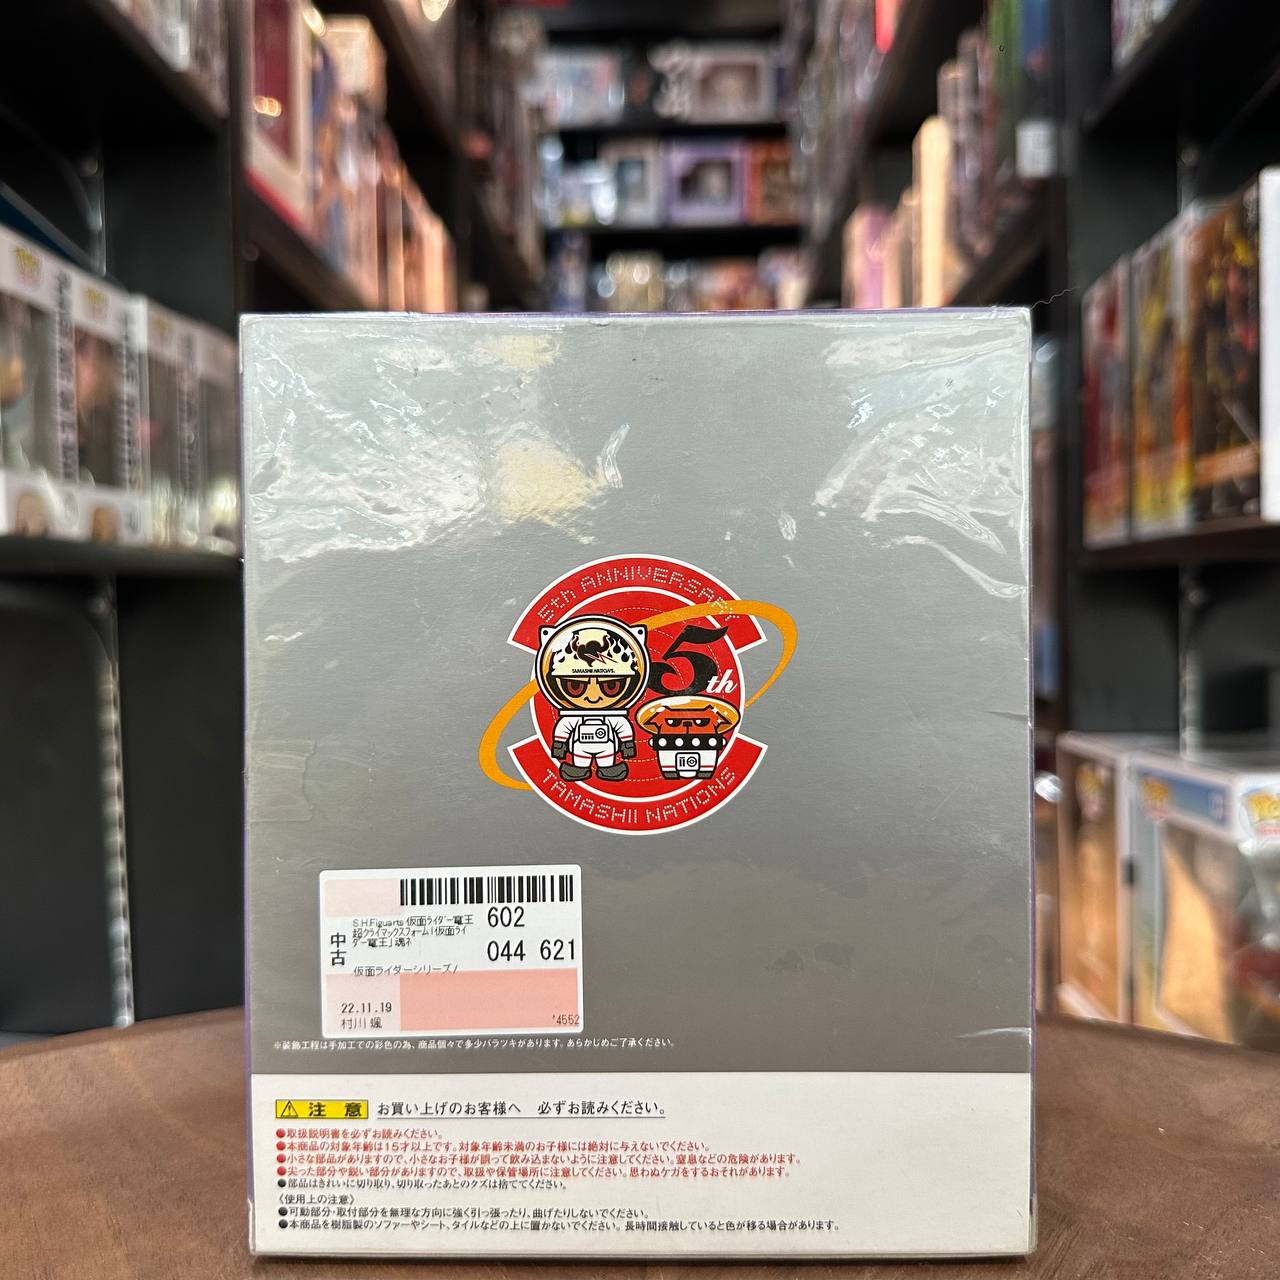 5th ANNIVERSARY
TAMASHII NATIONS
5th
TAMASHII NATIONS
S.H.Figuarts 仮面ライダー電王
超クライマックスフォーム「仮面ライ
ダー電王」魂ネ
602
中古
044 621
仮面ライダーシリーズ/
22.11.19
村川 颯
'4552
※装飾工程は手加工での彩色の為、商品個々で多少バラツキがあります。あらかじめご了承ください。
注 意 お買い上げのお客様へ 必ずお読みください。
●取扱説明書を必ずお読みください。
●本商品の対象年齢は15才以上です。対象年齢未満のお子様には絶対に与えないでください。
●小さな部品がありますので、小さなお子様が誤って飲み込まないように注意してください。窒息などの危険があります。
●尖った部分や鋭い部分がありますので、取扱や保管場所に注意してください。思わぬケガをするおそれがあります。
●部品はきれいに切り取り、切り取ったあとのクズは捨ててください。
〈使用上の注意〉
●可動部分・取付部分を無理な方向に強く引っ張ったり、曲げたりしないでください。
●本商品を樹脂製のソファーやシート、タイルなどの上に置かないでください。長時間接触していると色が移る場合があります。